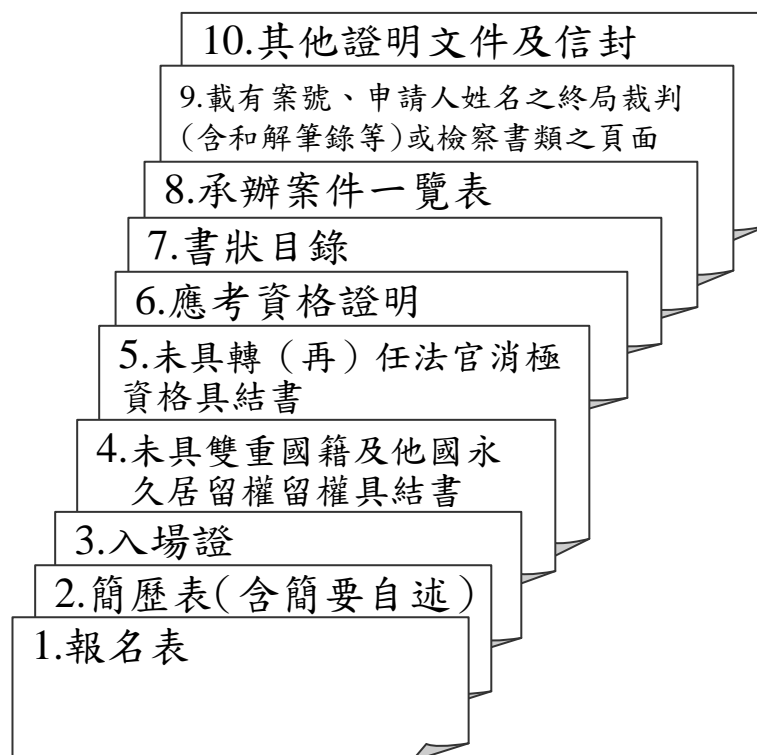 10.其他證明文件及信封
9.載有案號、申請人姓名之終局裁判
(含和解筆錄等)或檢察書類之頁面
8.承辦案件一覽表
7.書狀目錄
6.應考資格證明
5.未具轉（再）任法官消極
資格具結書
4.未具雙重國籍及他國永
久居留權留權具結書
3.入場證
2.簡歷表(含簡要自述)
1.報名表